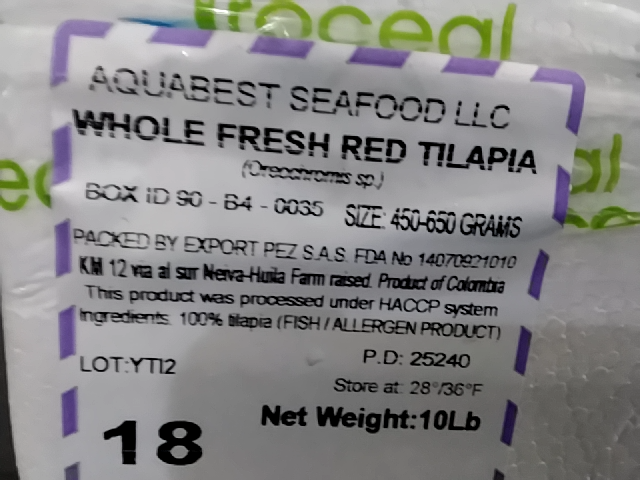 troceal
AQUABEST SEAFOOD LLC
WHOLE FRESH RED TILAPIA
(Oreochromis sp.)
BOX ID 90 - B4 - 0035 SIZE: 450-650 GRAMS
PACKED BY EXPORT PEZ S.A.S. FDA No 14070921010
KM 12 via al sur Neiva-Huila Farm raised. Product of Colombia
This product was processed under HACCP system
Ingredients: 100% tilapia (FISH / ALLERGEN PRODUCT)
LOT:YTI2 P.D: 25240
Store at: 28°/36°F
18 Net Weight:10Lb